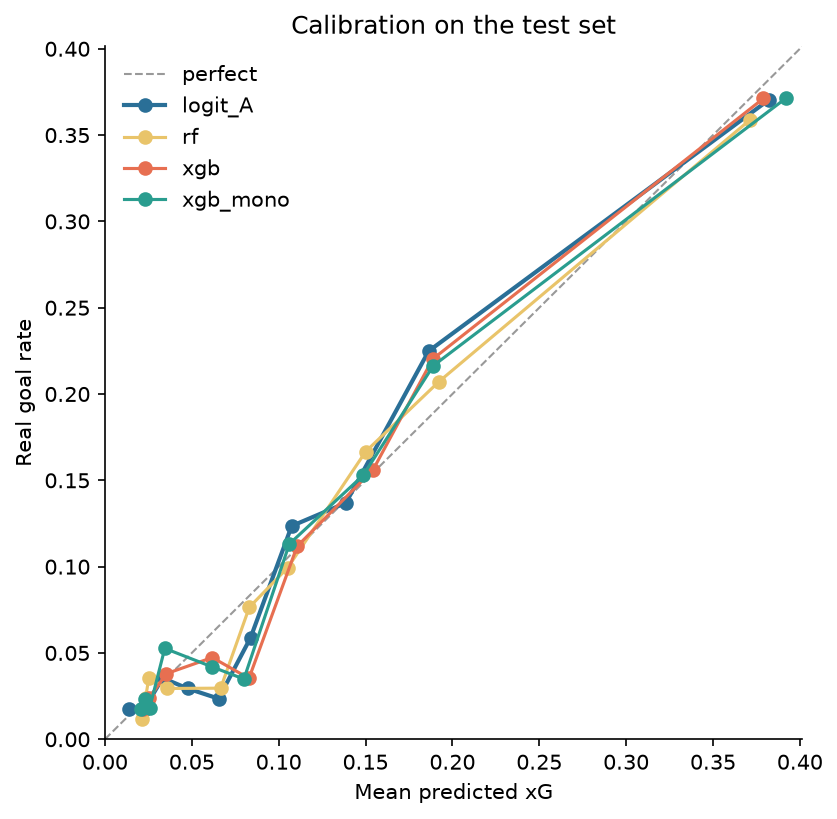 Calibration on the test set
perfect
logit_A
rf
xgb
xgb_mono
Real goal rate
0.40
0.35
0.30
0.25
0.20
0.15
0.10
0.05
0.00
0.00 0.05 0.10 0.15 0.20 0.25 0.30 0.35 0.40
Mean predicted xG